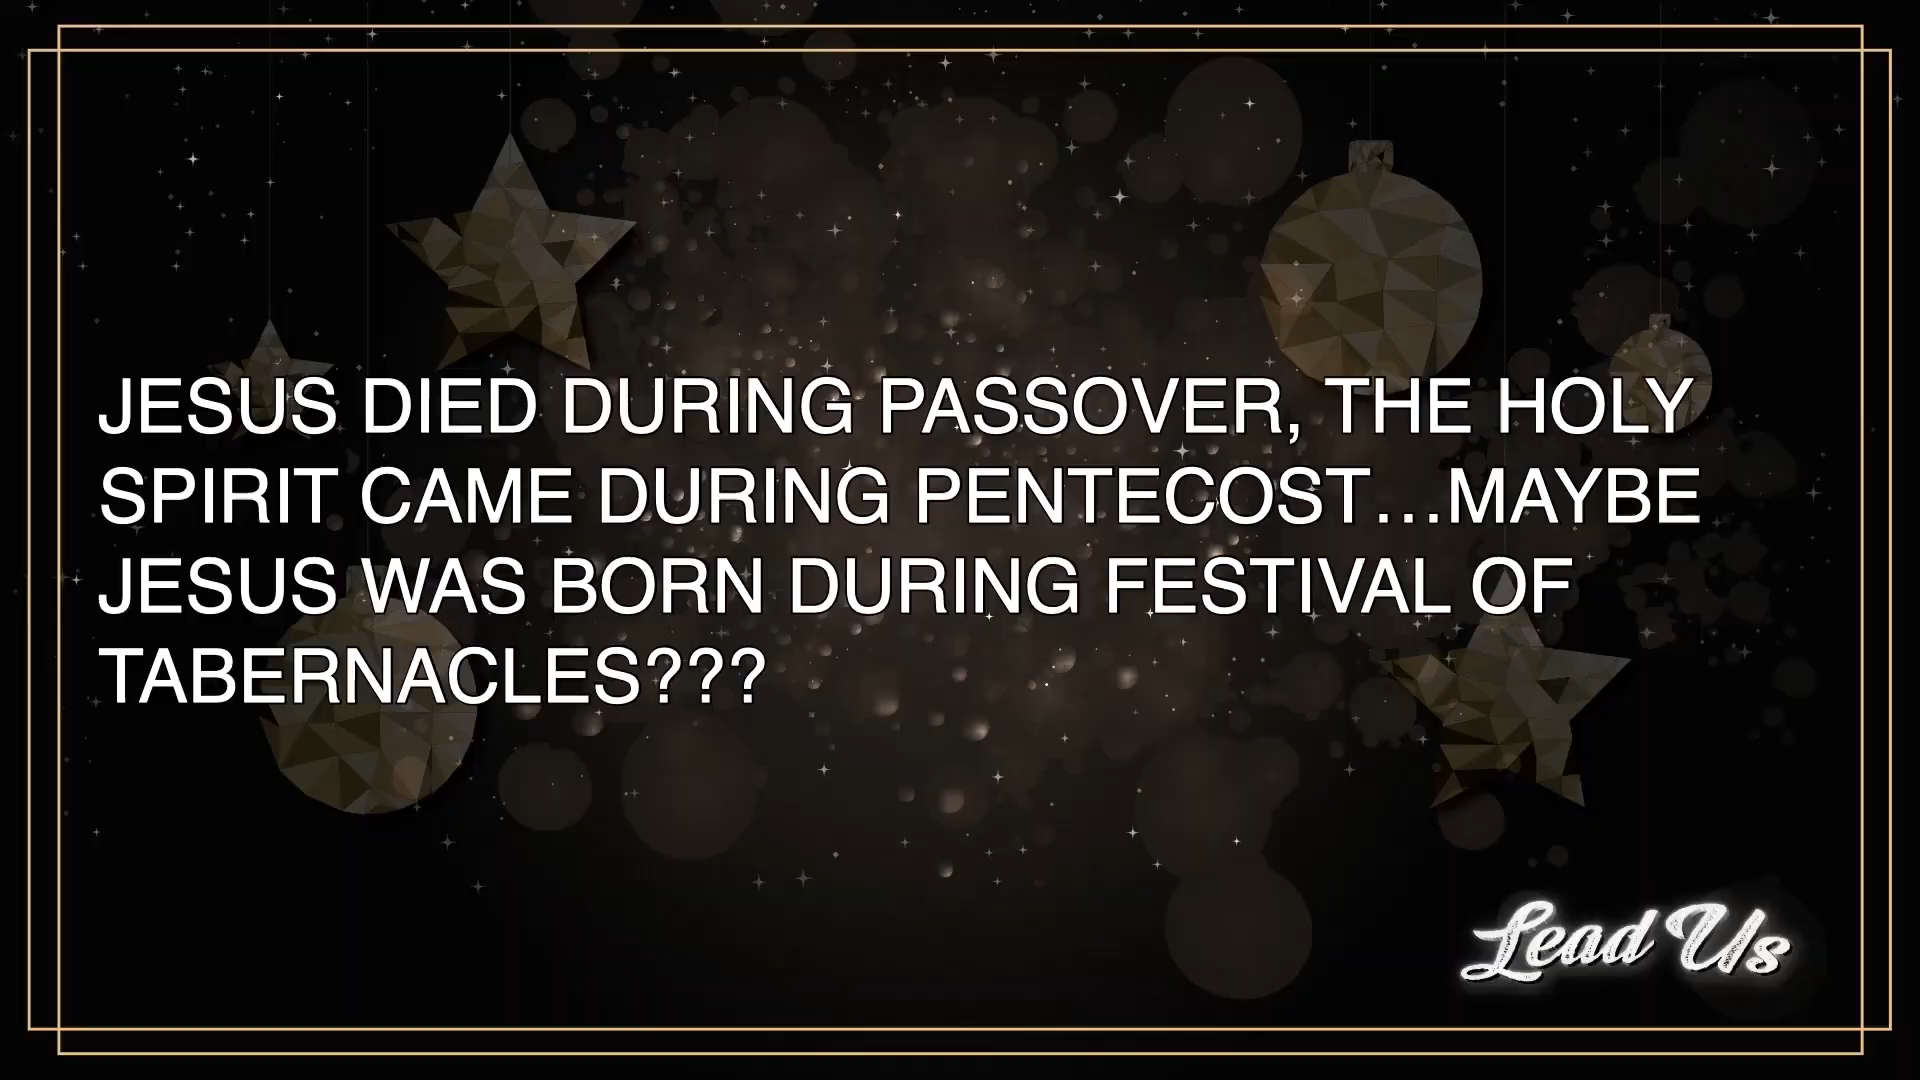 JESUS DIED DURING PASSOVER, THE HOLY
SPIRIT CAME DURING PENTECOST…MAYBE
JESUS WAS BORN DURING FESTIVAL OF
TABERNACLES???
Lead Us